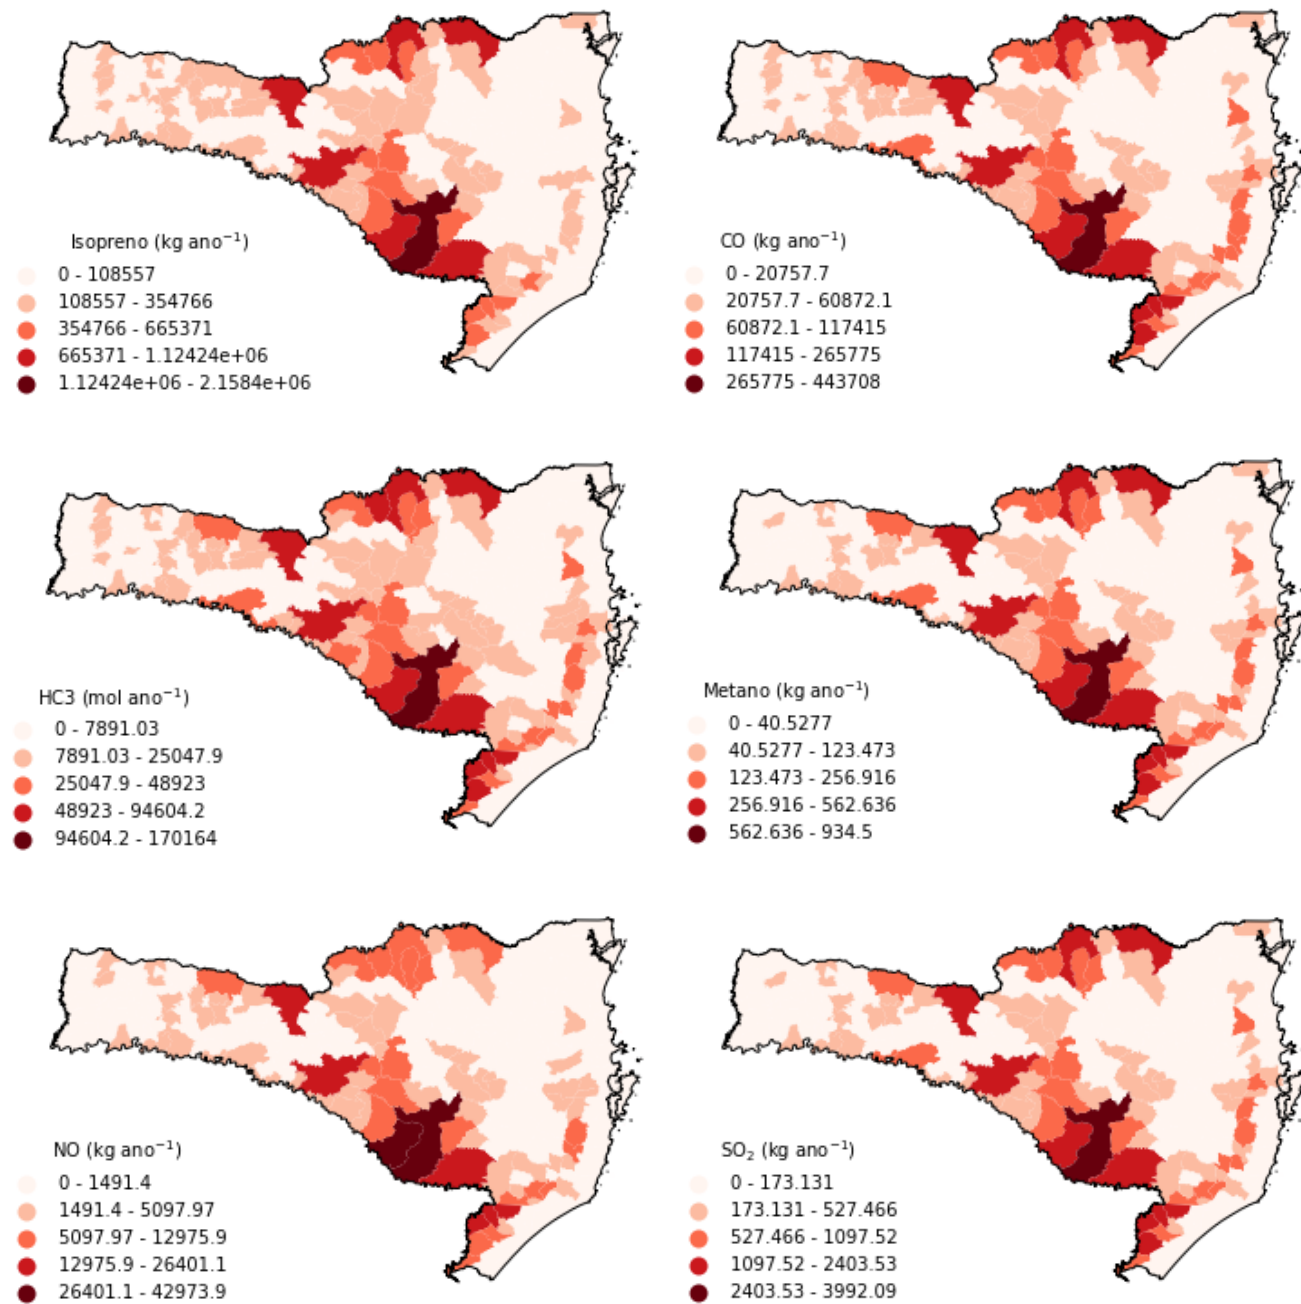 Isopreno (kg ano⁻¹)
0 - 108557
108557 - 354766
354766 - 665371
665371 - 1.12424e+06
1.12424e+06 - 2.1584e+06
CO (kg ano⁻¹)
0 - 20757.7
20757.7 - 60872.1
60872.1 - 117415
117415 - 265775
265775 - 443708
HC3 (mol ano⁻¹)
0 - 7891.03
7891.03 - 25047.9
25047.9 - 48923
48923 - 94604.2
94604.2 - 170164
Metano (kg ano⁻¹)
0 - 40.5277
40.5277 - 123.473
123.473 - 256.916
256.916 - 562.636
562.636 - 934.5
NO (kg ano⁻¹)
0 - 1491.4
1491.4 - 5097.97
5097.97 - 12975.9
12975.9 - 26401.1
26401.1 - 42973.9
SO₂ (kg ano⁻¹)
0 - 173.131
173.131 - 527.466
527.466 - 1097.52
1097.52 - 2403.53
2403.53 - 3992.09